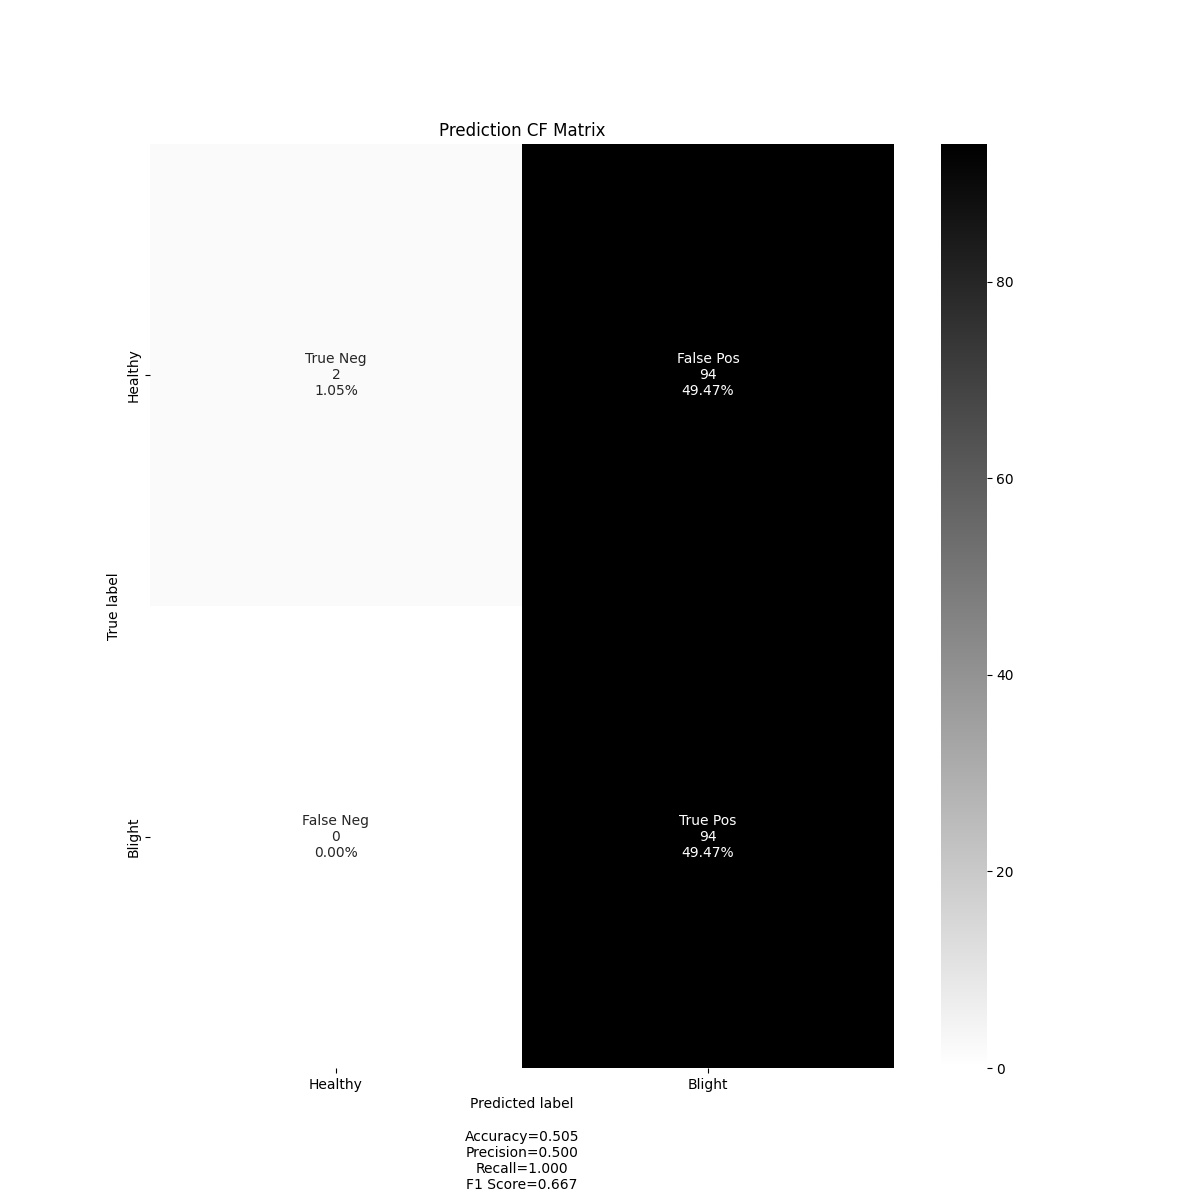 Prediction CF Matrix
True Neg
2
1.05%
False Pos
94
49.47%
False Neg
0
0.00%
True Pos
94
49.47%
Healthy
Blight
True label
Healthy
Blight
Predicted label
Accuracy=0.505
Precision=0.500
Recall=1.000
F1 Score=0.667
80
60
40
20
0